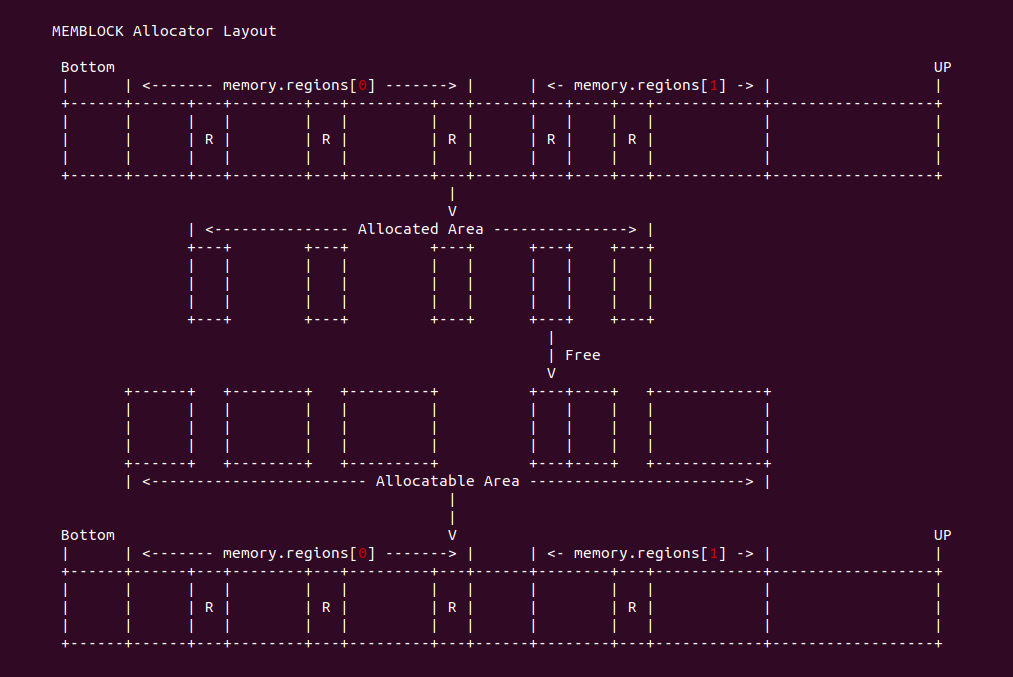 MEMBLOCK Allocator Layout
Bottom UP
| | <------- memory.regions[0] -------> | | <- memory.regions[1] -> | |
| | | R | | R | | R | | R | | R | | |
V
| <--------------- Allocated Area ---------------> |
| Free
V
| <------------------------ Allocatable Area ------------------------> |
Bottom V UP
| | <------- memory.regions[0] -------> | | <- memory.regions[1] -> | |
| | | R | | R | | R | | | R | | |